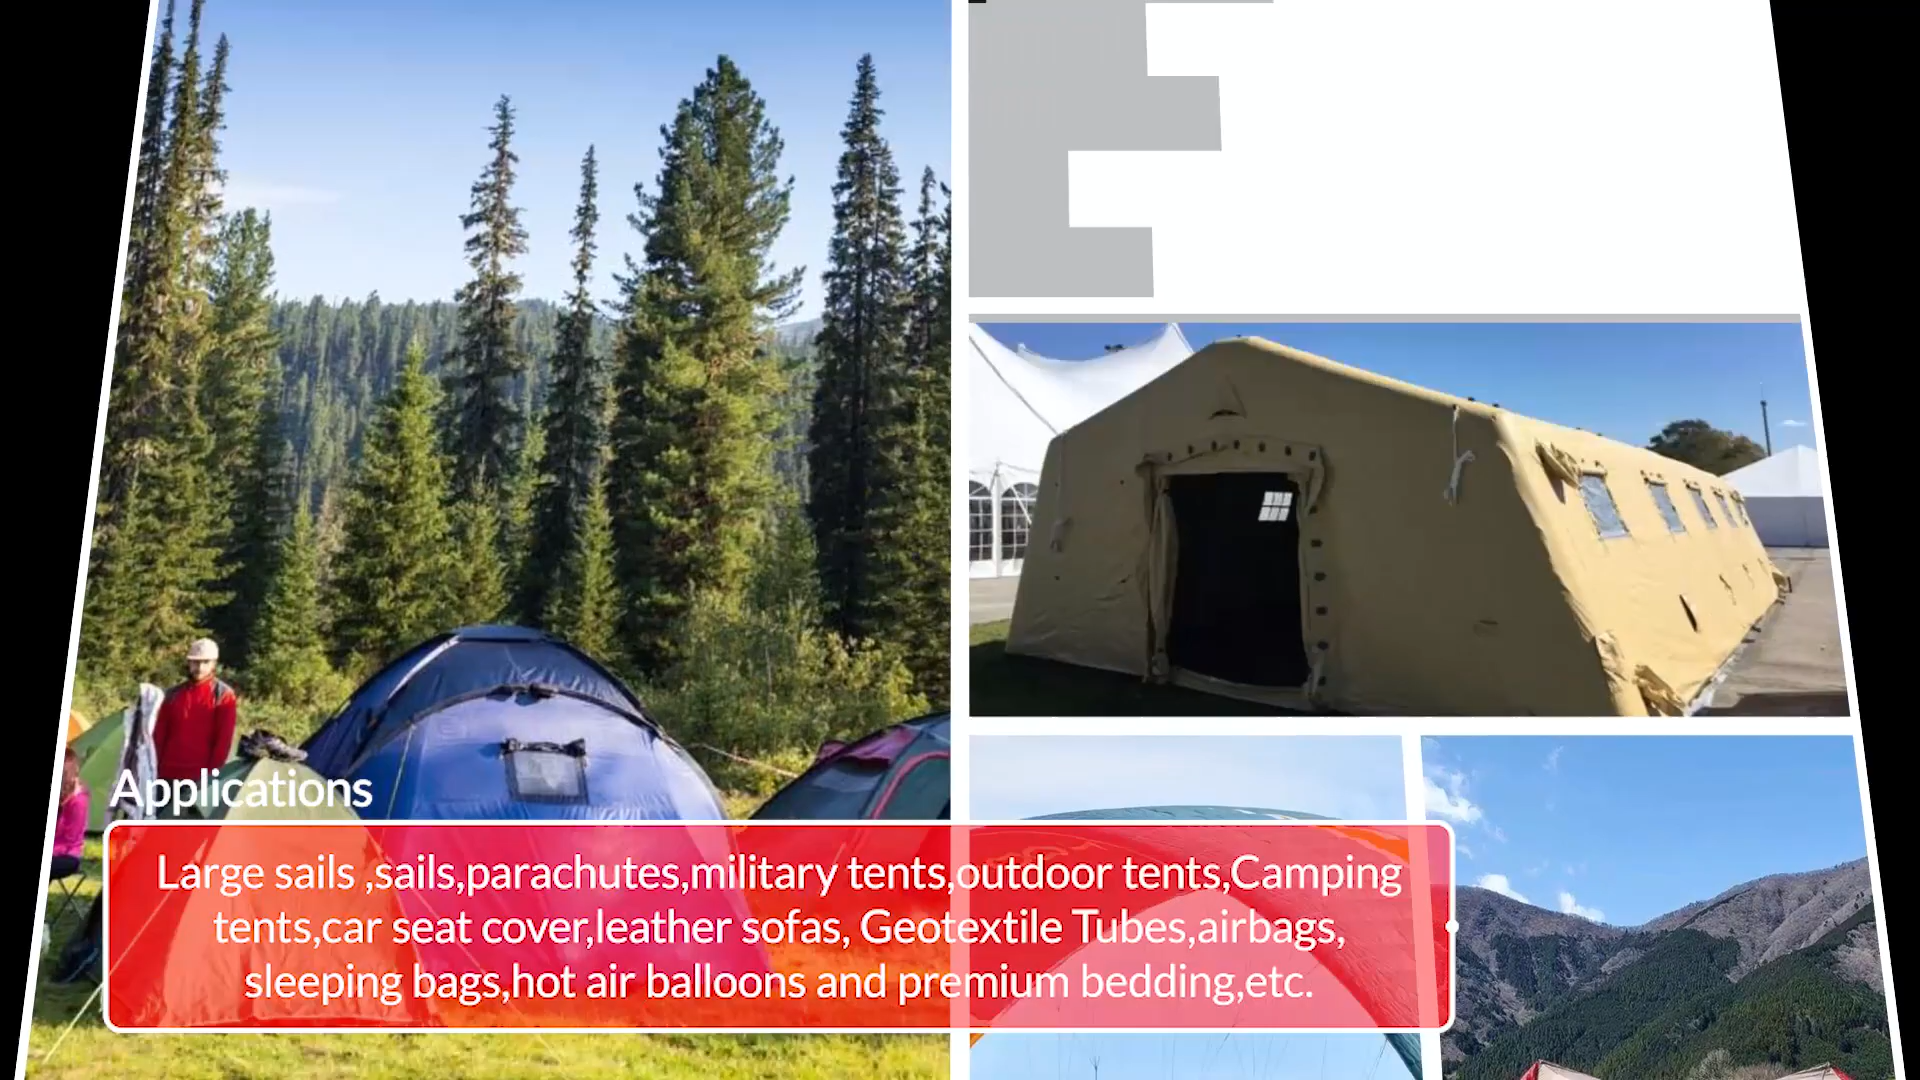 Applications
Large sails ,sails,parachutes,military tents,outdoor tents,Camping
tents,car seat cover,leather sofas, Geotextile Tubes,airbags,
sleeping bags,hot air balloons and premium bedding,etc.